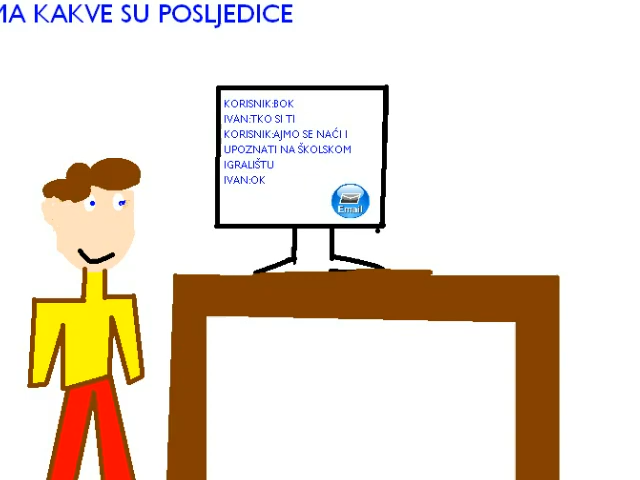 MA KAKVE SU POSLJEDICE
KORISNIK:BOK
IVAN:TKO SI TI
KORISNIK:AJMO SE NAĆI I
UPOZNATI NA ŠKOLSKOM
IGRALIŠTU
IVAN:OK
Email